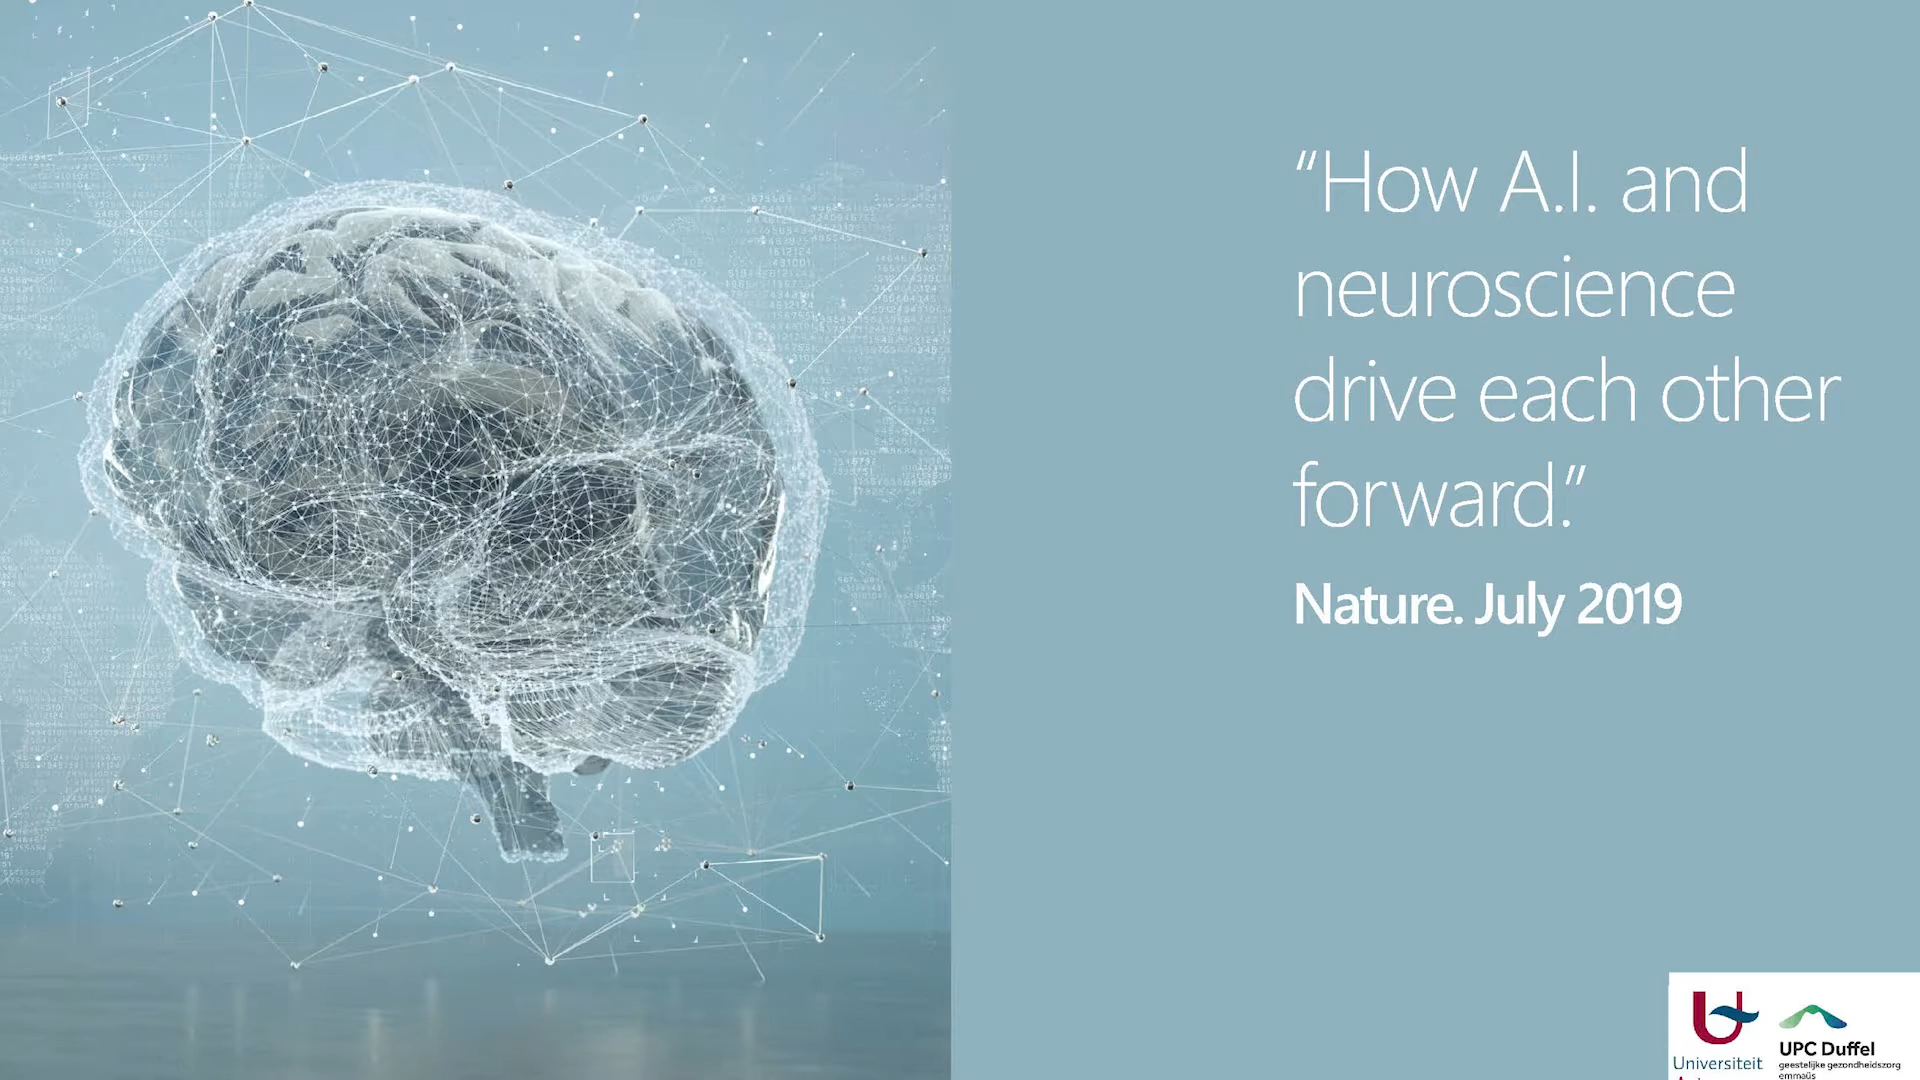 “How A.I. and
neuroscience
drive each other
forward.”
Nature. July 2019
Universiteit
UPC Duffel
geestelijke gezondheidszorg
emmaüs